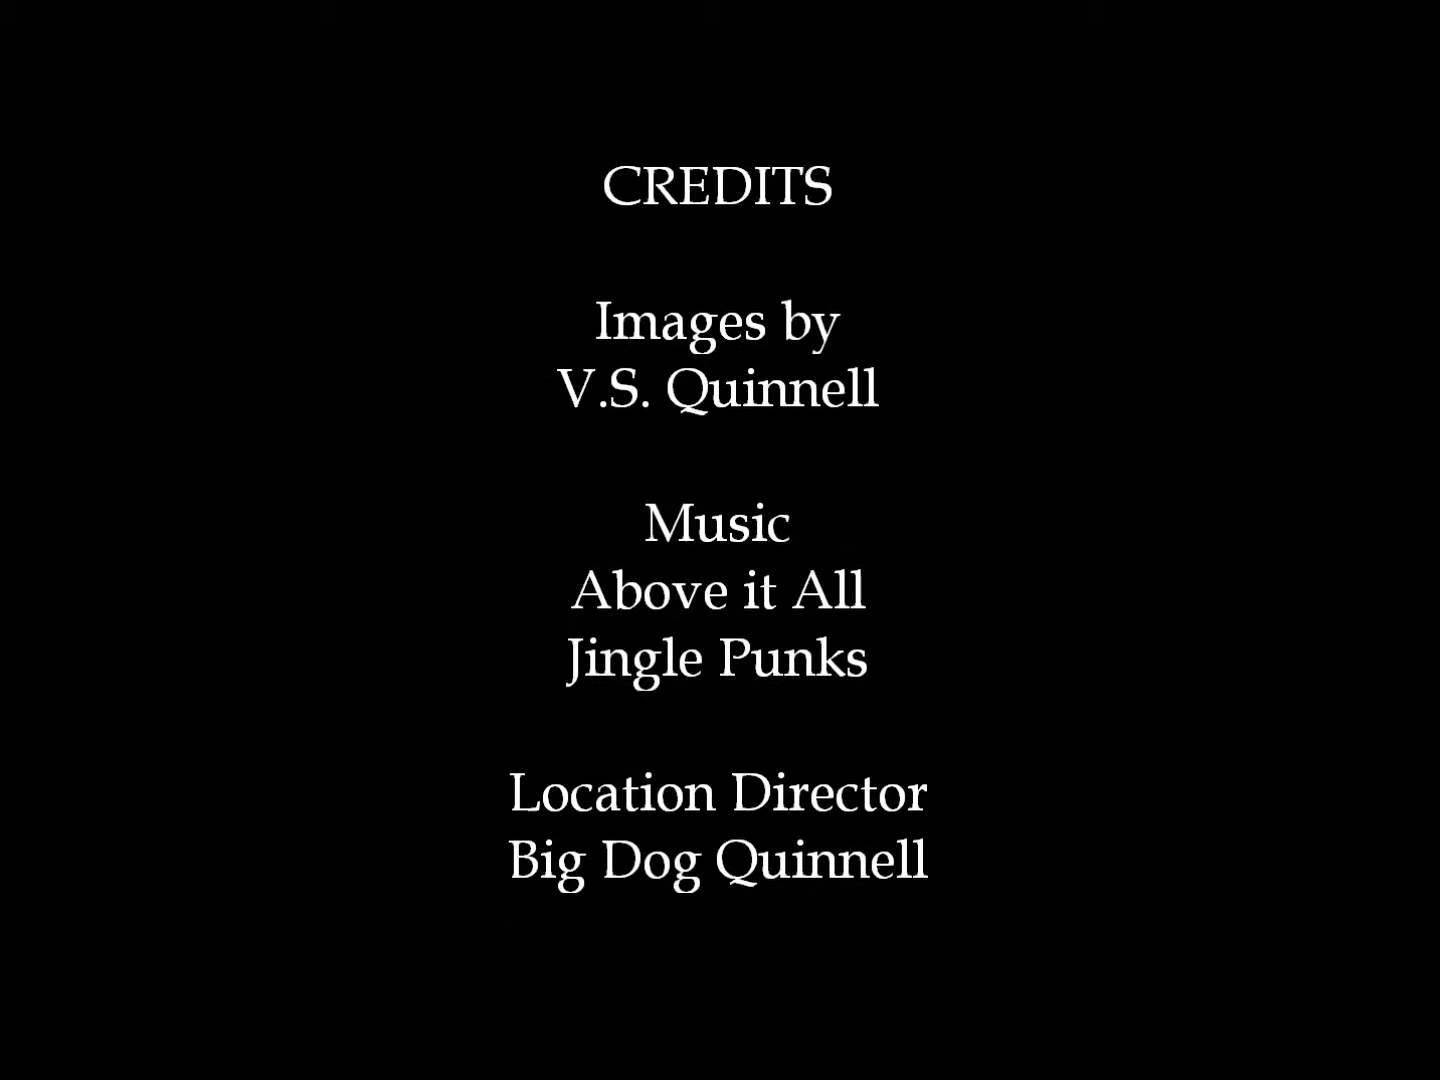 CREDITS
Images by
V.S. Quinnell
Music
Above it All
Jingle Punks
Location Director
Big Dog Quinnell